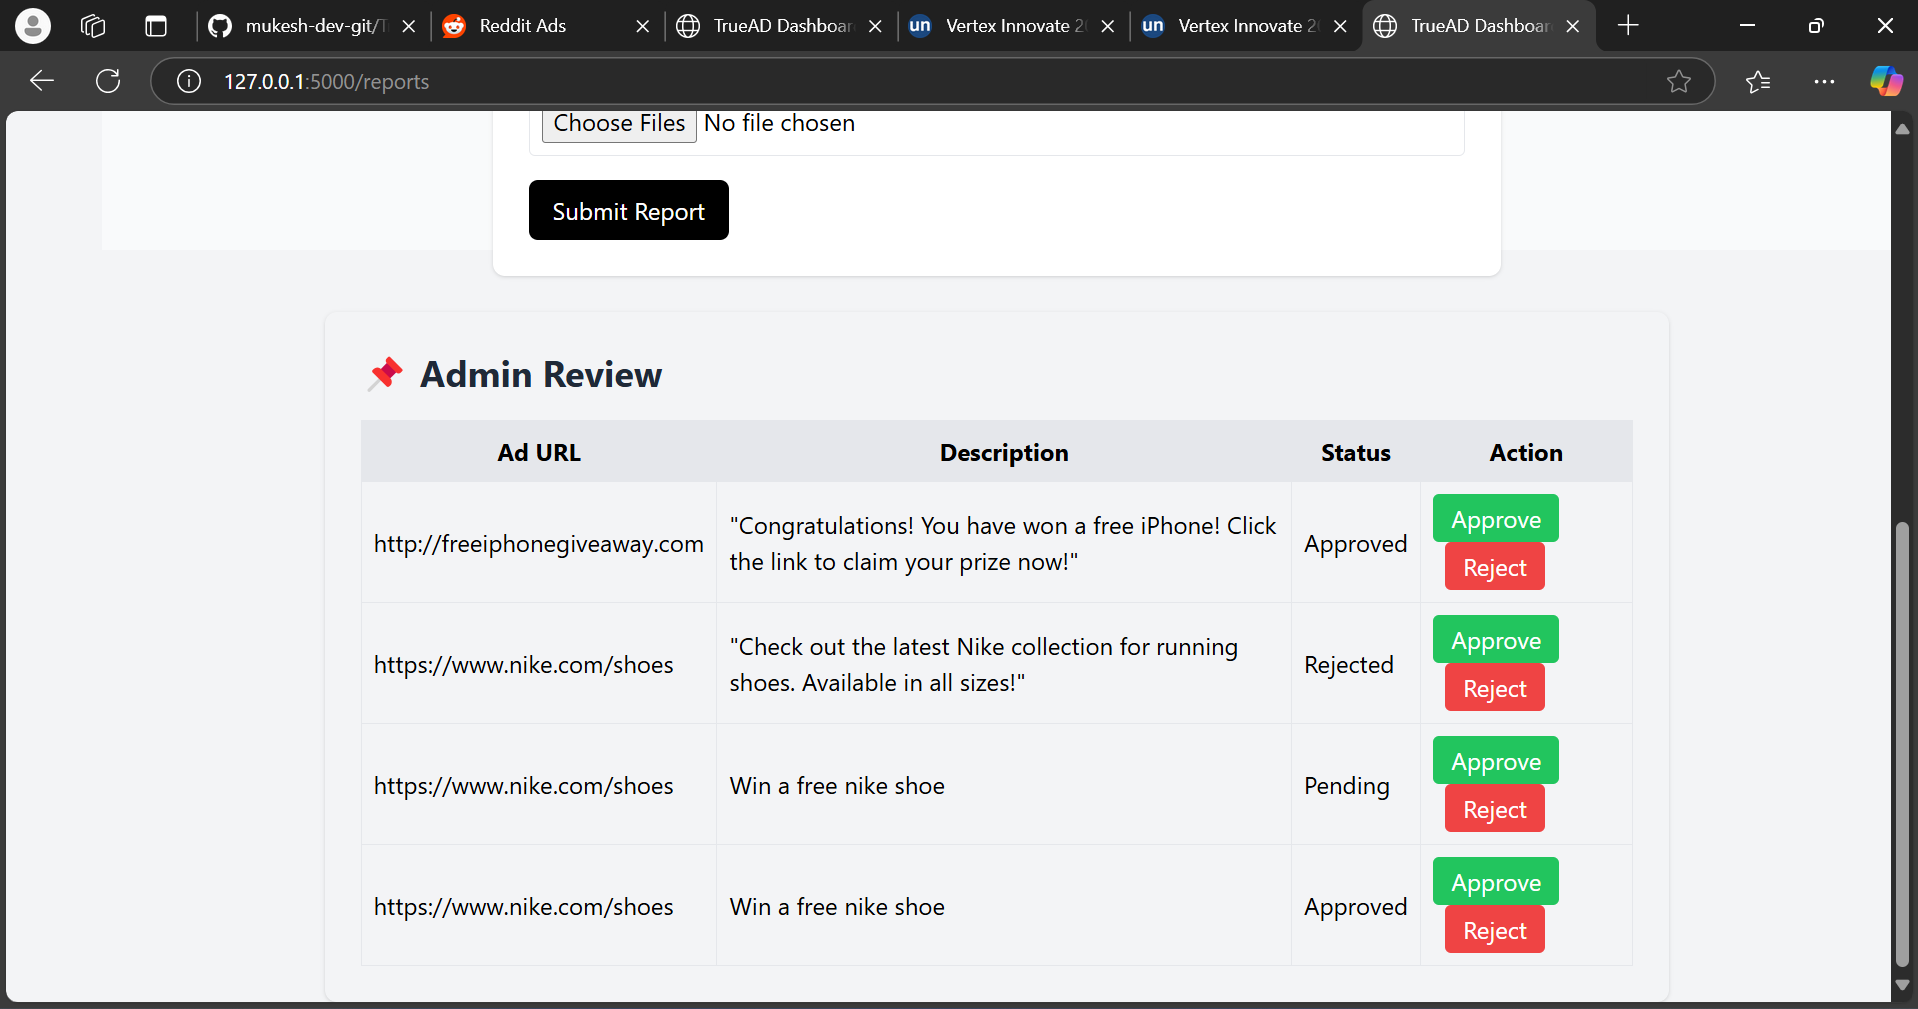 mukesh-dev-git/
Reddit Ads
TrueAD Dashboar
un
Vertex Innovate 2
un
Vertex Innovate 2
TrueAD Dashboar
127.0.0.1:5000/reports
Choose Files No file chosen
Submit Report
Admin Review
Ad URL Description Status Action
http://freeiphonegiveaway.com
"Congratulations! You have won a free iPhone! Click
the link to claim your prize now!"
Approved
Approve
Reject
https://www.nike.com/shoes
"Check out the latest Nike collection for running
shoes. Available in all sizes!"
Rejected
Approve
Reject
https://www.nike.com/shoes
Win a free nike shoe
Pending
Approve
Reject
https://www.nike.com/shoes
Win a free nike shoe
Approved
Approve
Reject